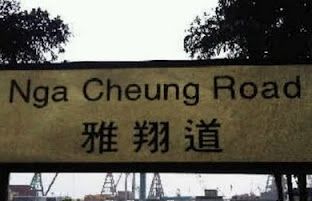 Nga Cheung Road
雅翔道